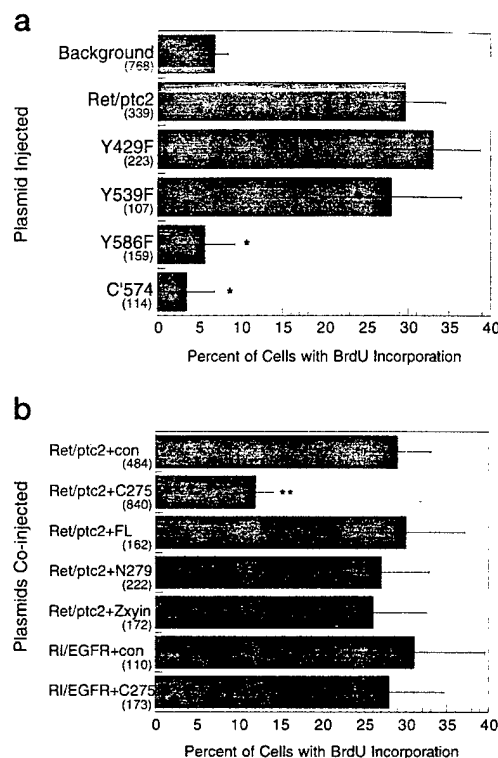 a
Plasmid Injected
Background
(768)
Ret/ptc2
(339)
Y429F
(223)
Y539F
(107)
Y586F
(159)
*
C'574
(114)
*
0 5 10 15 20 25 30 35 40
Percent of Cells with BrdU Incorporation
b
Plasmids Co-injected
Ret/ptc2+con
(484)
Ret/ptc2+C275
(840)
**
Ret/ptc2+FL
(162)
Ret/ptc2+N279
(222)
Ret/ptc2+Zxyin
(172)
RI/EGFR+con
(110)
RI/EGFR+C275
(173)
0 5 10 15 20 25 30 35 40
Percent of Cells with BrdU Incorporation